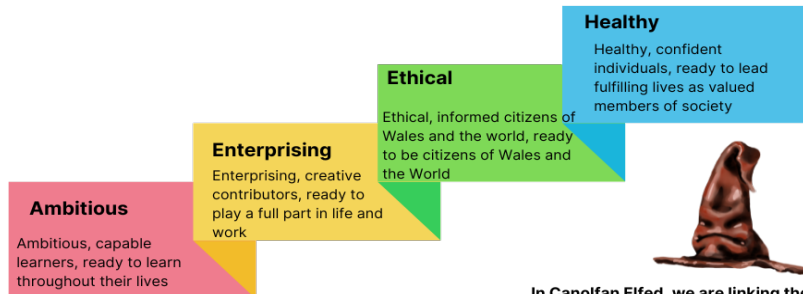 Healthy
Healthy, confident
individuals, ready to lead
fulfilling lives as valued
members of society
Ethical
Ethical, informed citizens of
Wales and the world, ready
to be citizens of Wales and
the World
Enterprising
Enterprising, creative
contributors, ready to
play a full part in life and
work
Ambitious
Ambitious, capable
learners, ready to learn
throughout their lives
In Canolfan Elfed, we are linking